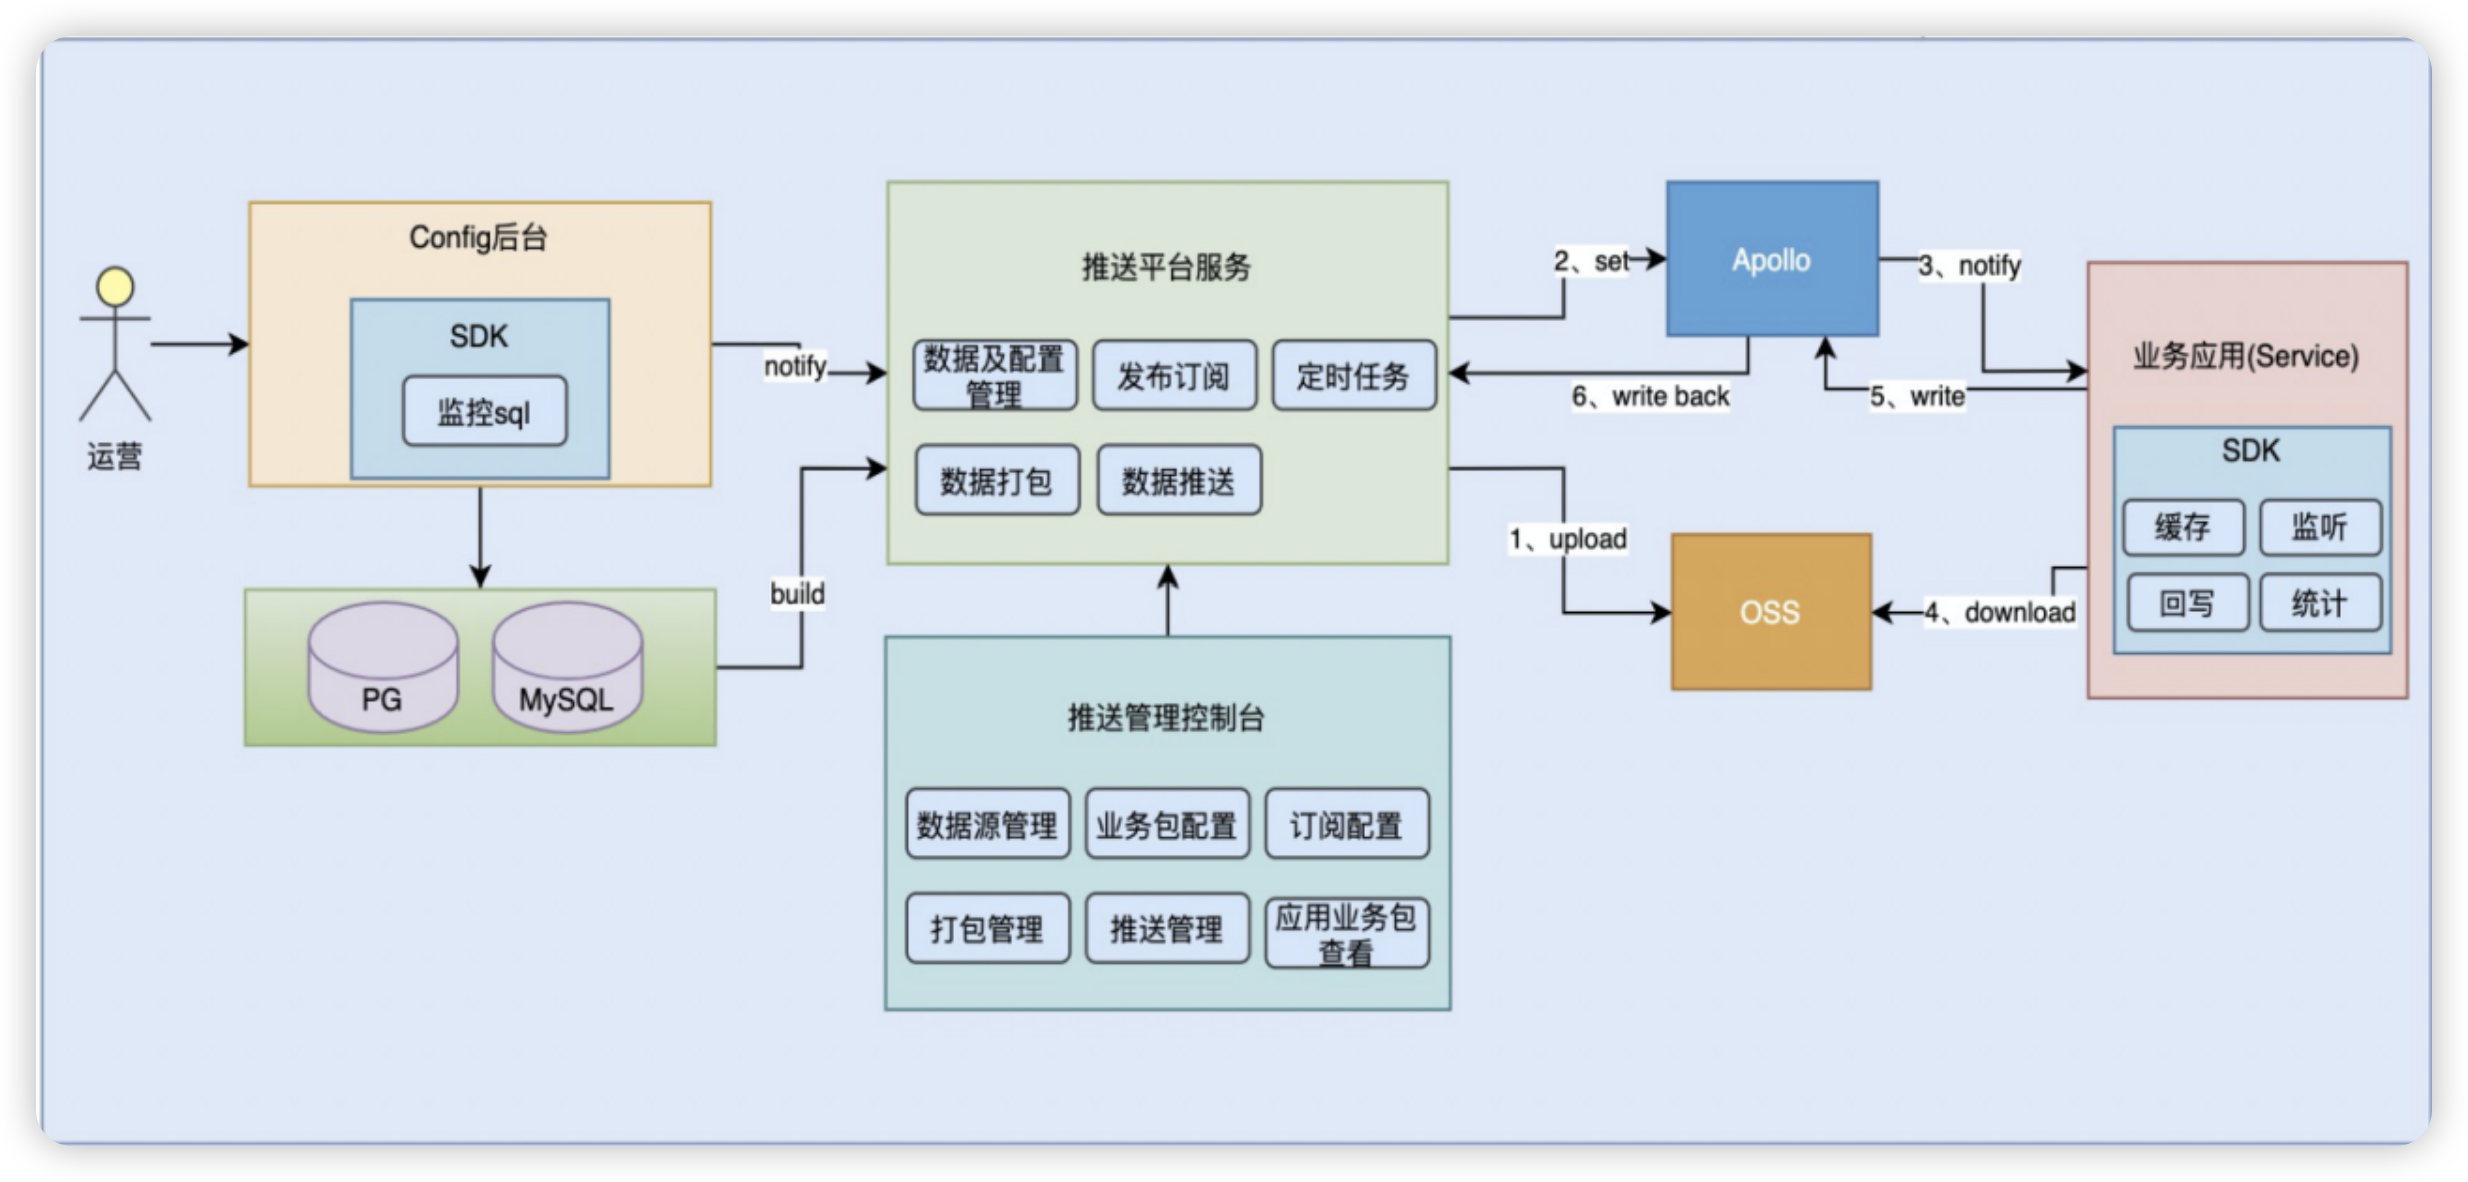 运营
Config后台
SDK
监控sql
PG
MySQL
notify
build
推送平台服务
数据及配置
管理
发布订阅
定时任务
数据打包
数据推送
推送管理控制台
数据源管理
业务包配置
订阅配置
打包管理
推送管理
应用业务包
查看
2、set
6、write back
1、upload
Apollo
OSS
3、notify
5、write
4、download
业务应用(Service)
SDK
缓存
监听
回写
统计